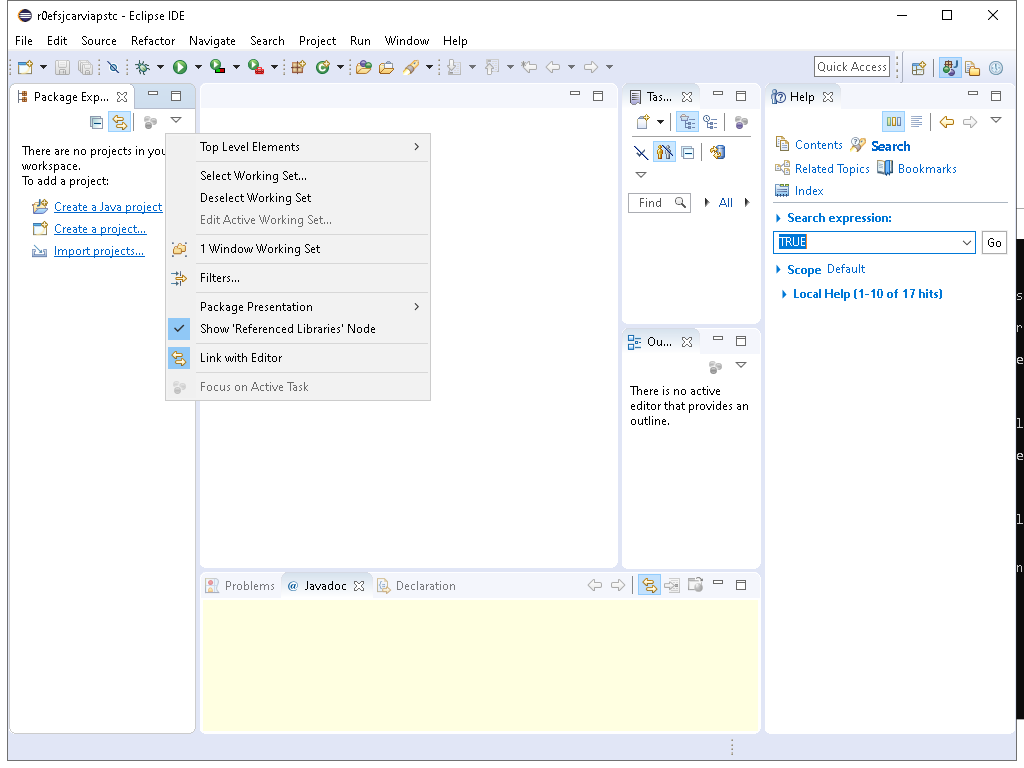 r0efsjcarviapstc - Eclipse IDE
File Edit Source Refactor Navigate Search Project Run Window Help
Quick Access
Package Exp...
There are no projects in you
workspace.
To add a project:
Create a Java project
Create a project...
Import projects...
Top Level Elements
Select Working Set...
Deselect Working Set
Edit Active Working Set...
1 Window Working Set
Filters...
Package Presentation
Show 'Referenced Libraries' Node
Link with Editor
Focus on Active Task
Tas...
Find
All
Ou...
There is no active
editor that provides an
outline.
Help
Contents Search
Related Topics Bookmarks
Index
Search expression:
TRUE
Go
Scope Default
Local Help (1-10 of 17 hits)
Problems @ Javadoc Declaration